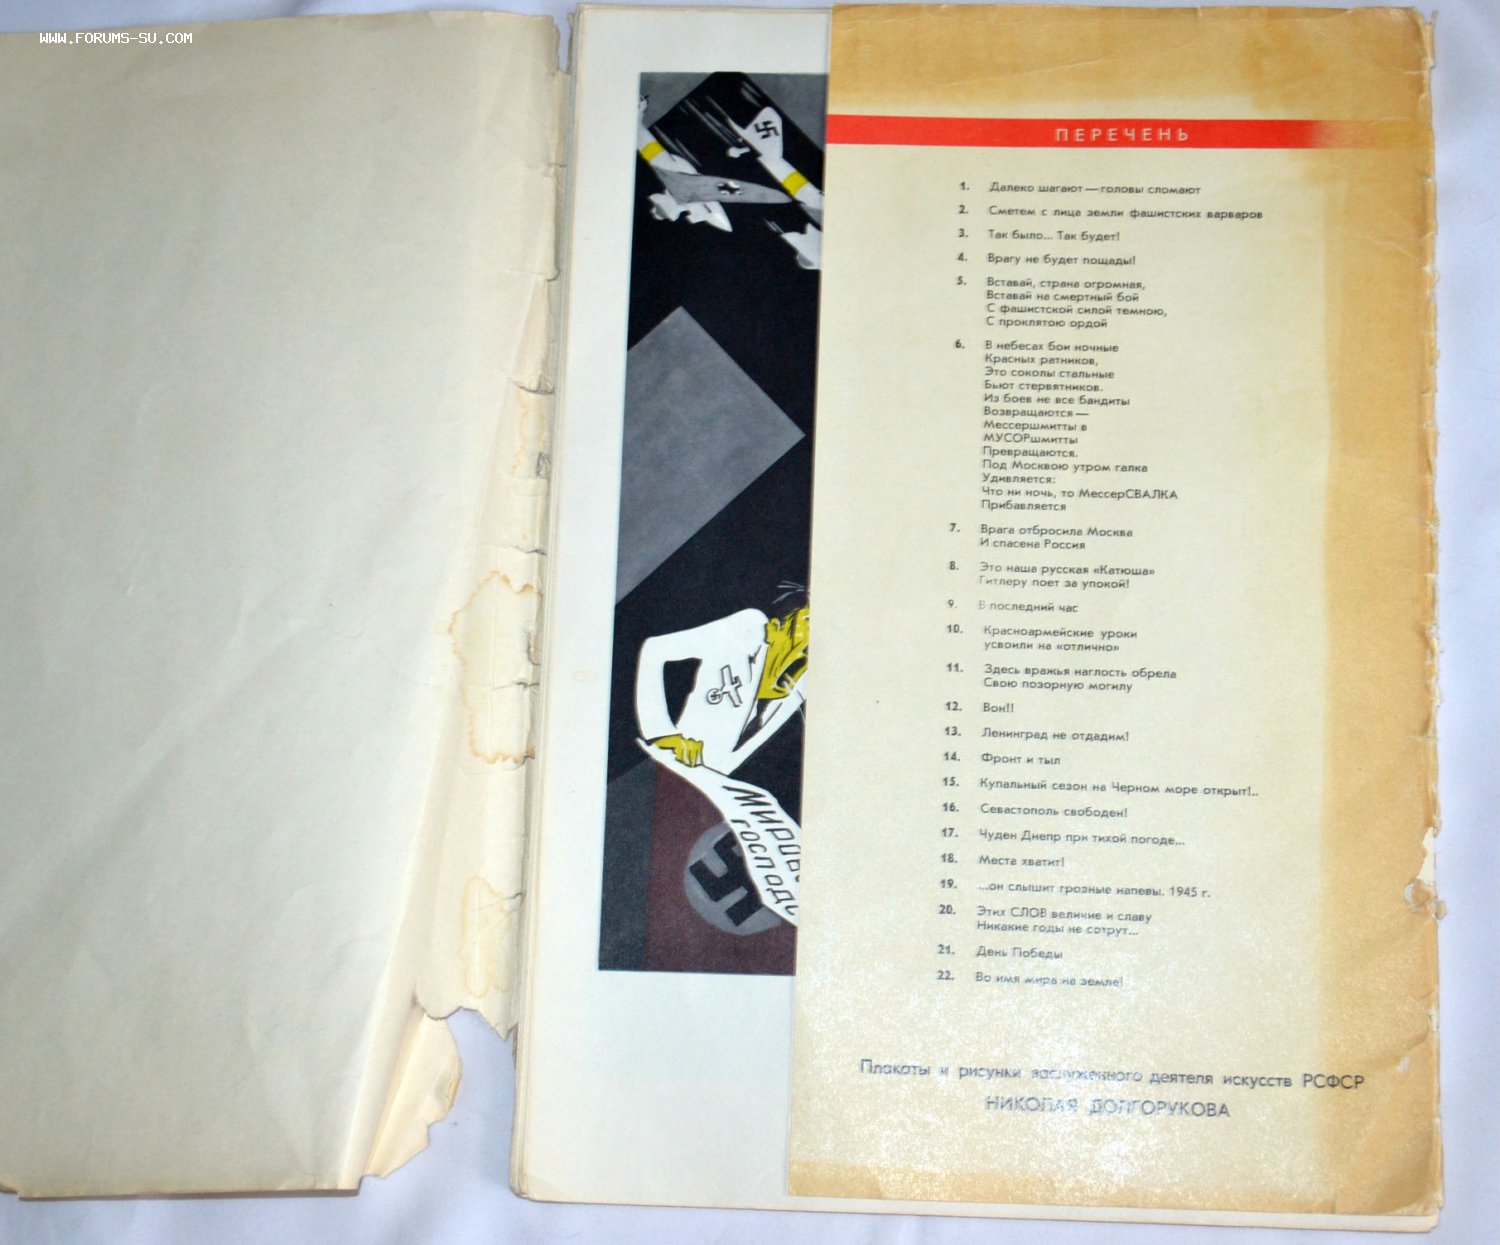 WWW.FORUMS-SU.COM
ПЕРЕЧЕНЬ
1. Далеко шагают — головы сломают
2. Сметем с лица земли фашистских варваров
3. Так было... Так будет!
4. Врагу не будет пощады!
5. Вставай, страна огромная,
Вставай на смертный бой
С фашистской силой темною,
С проклятою ордой
6. В небесах бои ночные
Красных ратников,
Это соколы стальные
Бьют стервятников.
Из боев не все бандиты
Возвращаются —
Мессершмитты в
МУСОРшмитты
Превращаются.
Под Москвою утром галка
Удивляется:
Что ни ночь, то МессерСВАЛКА
Прибавляется
7. Врага отбросила Москва
И спасена Россия
8. Это наша русская «Катюша»
Гитлеру поет за упокой!
9. В последний час
10. Красноармейские уроки
усвоили на «отлично»
11. Здесь вражья наглость обрела
Свою позорную могилу
12. Вон!!
13. Ленинград не отдадим!
14. Фронт и тыл
15. Купальный сезон на Черном море открыт!..
16. Севастополь свободен!
17. Чуден Днепр при тихой погоде...
18. Места хватит!
19. ...он слышит грозные напевы. 1945 г.
20. Этих СЛОВ величие и славу
Никакие годы не сотрут...
21. День Победы
22. Во имя мира на земле!
Плакаты и рисунки заслуженного деятеля искусств РСФСР
НИКОЛАЯ ДОЛГОРУКОВА
МИРОВ
ГОСПОДС